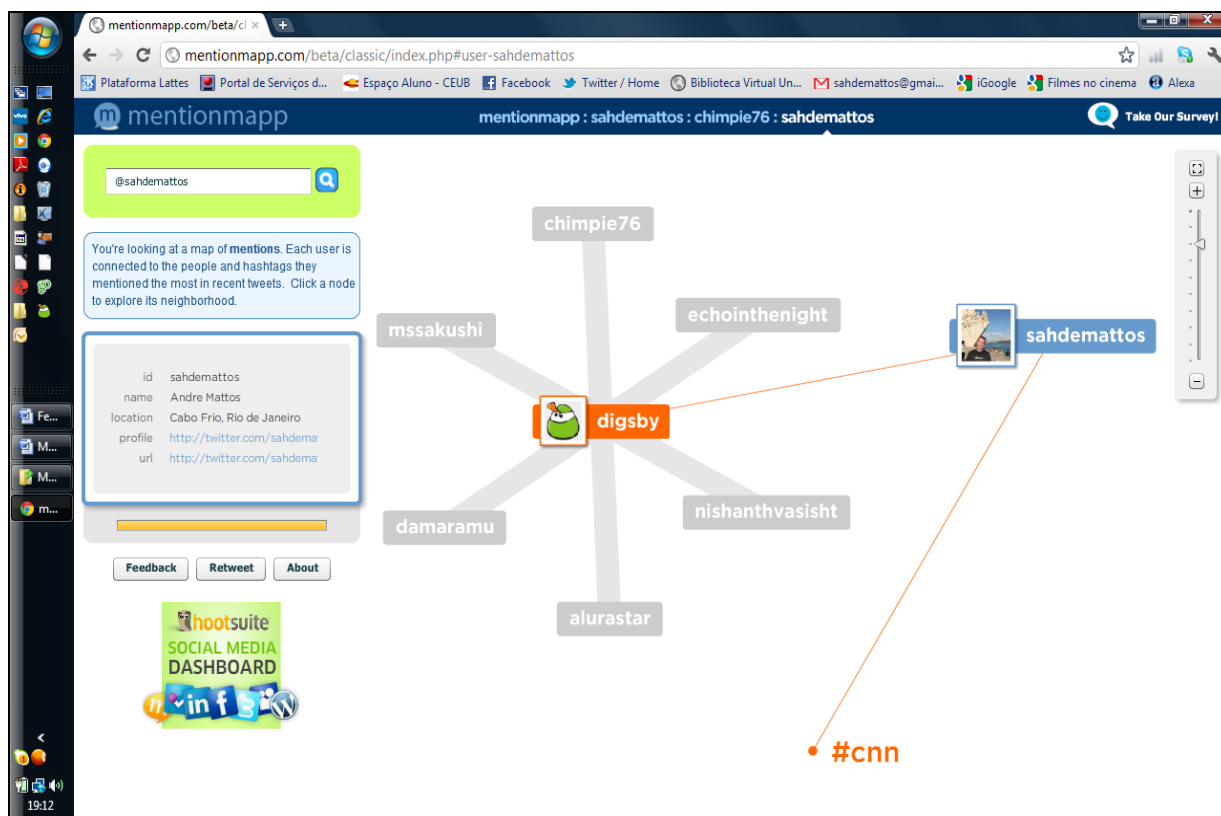 mentionmapp.com/beta/cl
mentionmapp.com/beta/classic/index.php#user-sahdemattos
Plataforma Lattes
Portal de Serviços d...
Espaço Aluno - CEUB
Facebook
Twitter / Home
Biblioteca Virtual Un...
sahdemattos@gmai...
iGoogle
Filmes no cinema
Alexa
mentionmapp
mentionmapp : sahdemattos : chimpie76 : sahdemattos
Take Our Survey!
@sahdemattos
You're looking at a map of mentions. Each user is
connected to the people and hashtags they
mentioned the most in recent tweets. Click a node
to explore its neighborhood.
id sahdemattos
name Andre Mattos
location Cabo Frio, Rio de Janeiro
profile http://twitter.com/sahdema
url http://twitter.com/sahdema
Feedback
Retweet
About
hootsuite
SOCIAL MEDIA
DASHBOARD
chimpie76
echointhenight
mssakushi
sahdemattos
digsby
nishanthvasisht
damaramu
alurastar
#cnn
vivo
Fe...
M...
M...
m...
19:12